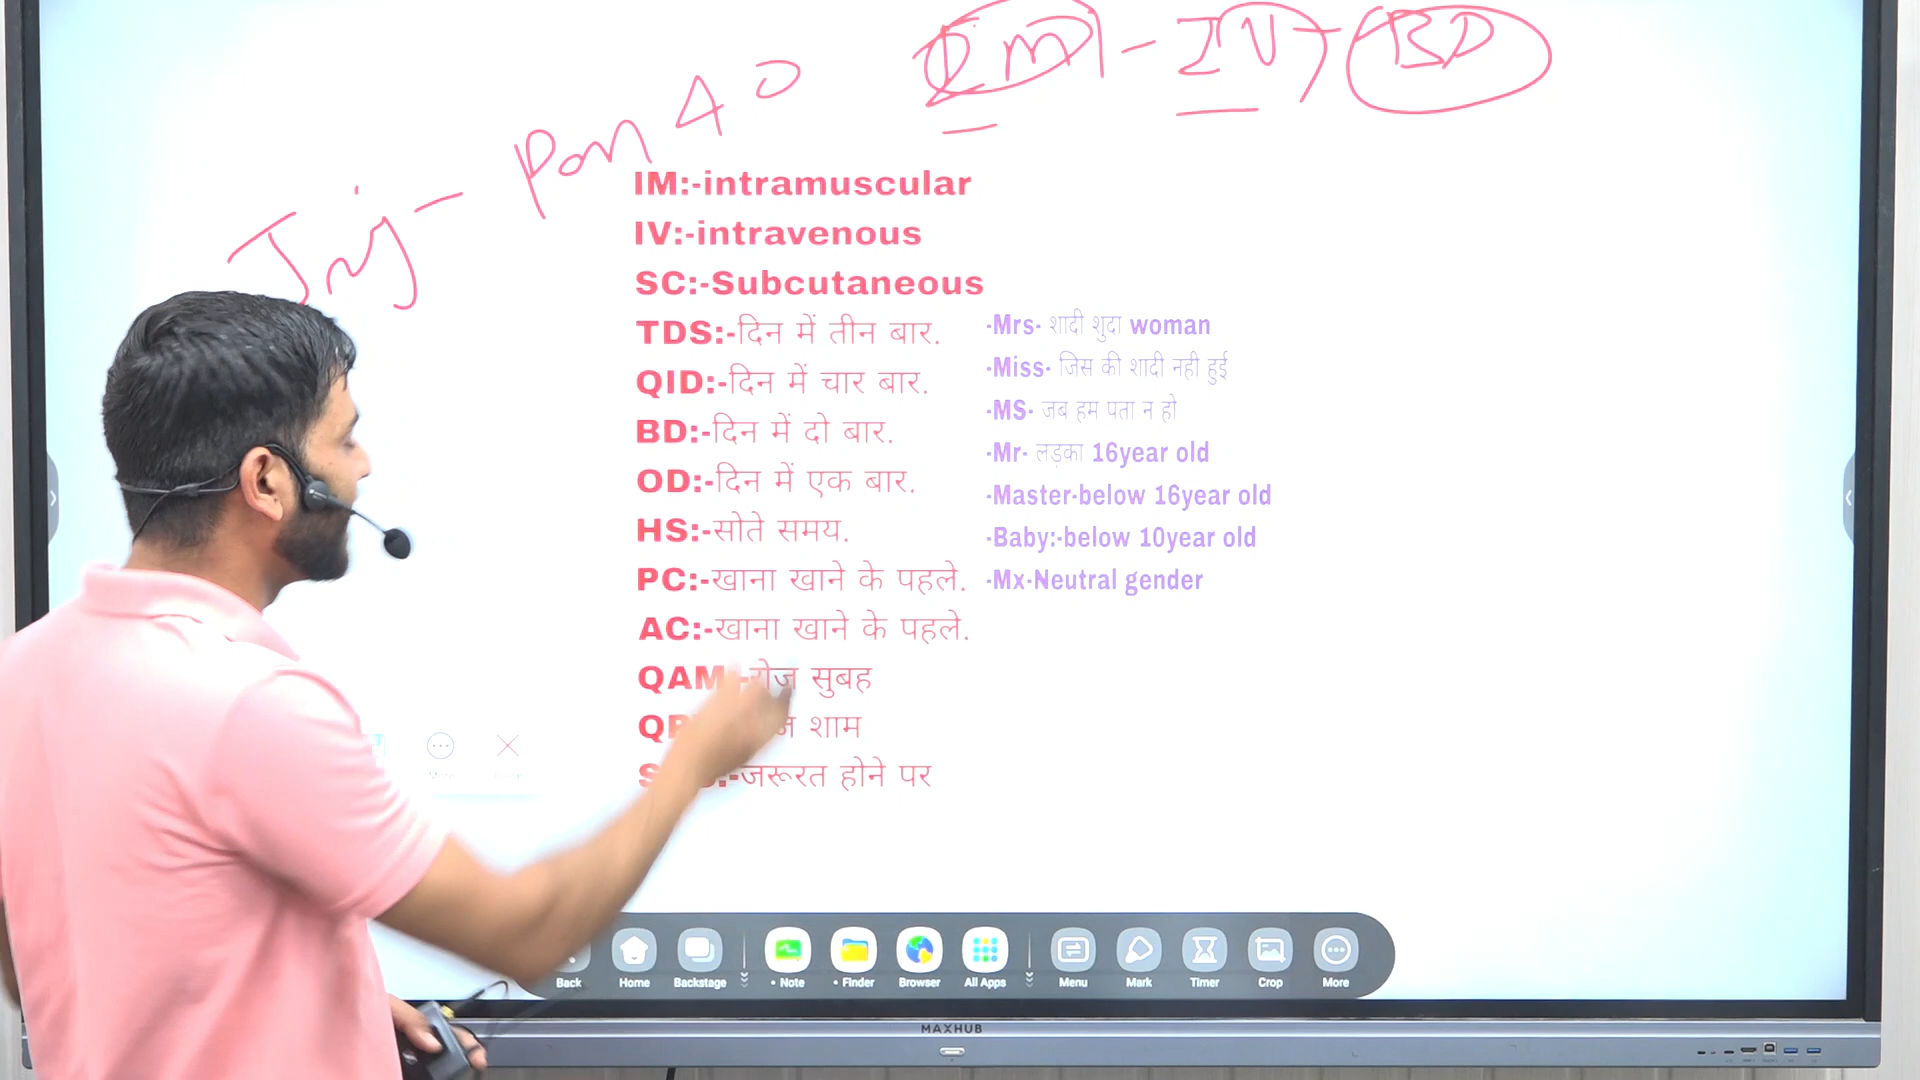 IM - IV - BD
Inj - Pan 40
IM:-intramuscular
IV:-intravenous
SC:-Subcutaneous
TDS:-दिन में तीन बार.
QID:-दिन में चार बार.
BD:-दिन में दो बार.
OD:-दिन में एक बार.
HS:-सोते समय.
PC:-खाना खाने के पहले.
AC:-खाना खाने के पहले.
QAM:-रोज सुबह
शाम
:-जरूरत होने पर
-Mrs- शादी शुदा woman
-Miss- जिस की शादी नही हुई
-MS- जब हम पता न हो
-Mr- लड़का 16year old
-Master-below 16year old
-Baby:-below 10year old
-Mx-Neutral gender
Back Home Backstage Note Finder Browser All Apps Menu Mark Timer Crop More
MAXHUB